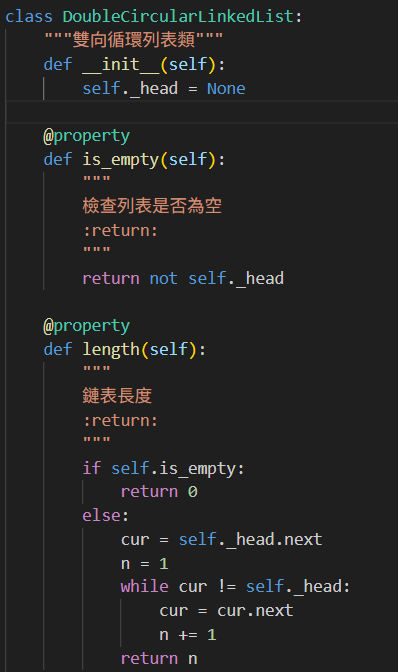 class DoubleCircularLinkedList:
    """雙向循環列表類"""
    def __init__(self):
        self._head = None

    @property
    def is_empty(self):
        """
        檢查列表是否為空
        :return:
        """
        return not self._head

    @property
    def length(self):
        """
        鏈表長度
        :return:
        """
        if self.is_empty:
            return 0
        else:
            cur = self._head.next
            n = 1
            while cur != self._head:
                cur = cur.next
                n += 1
            return n